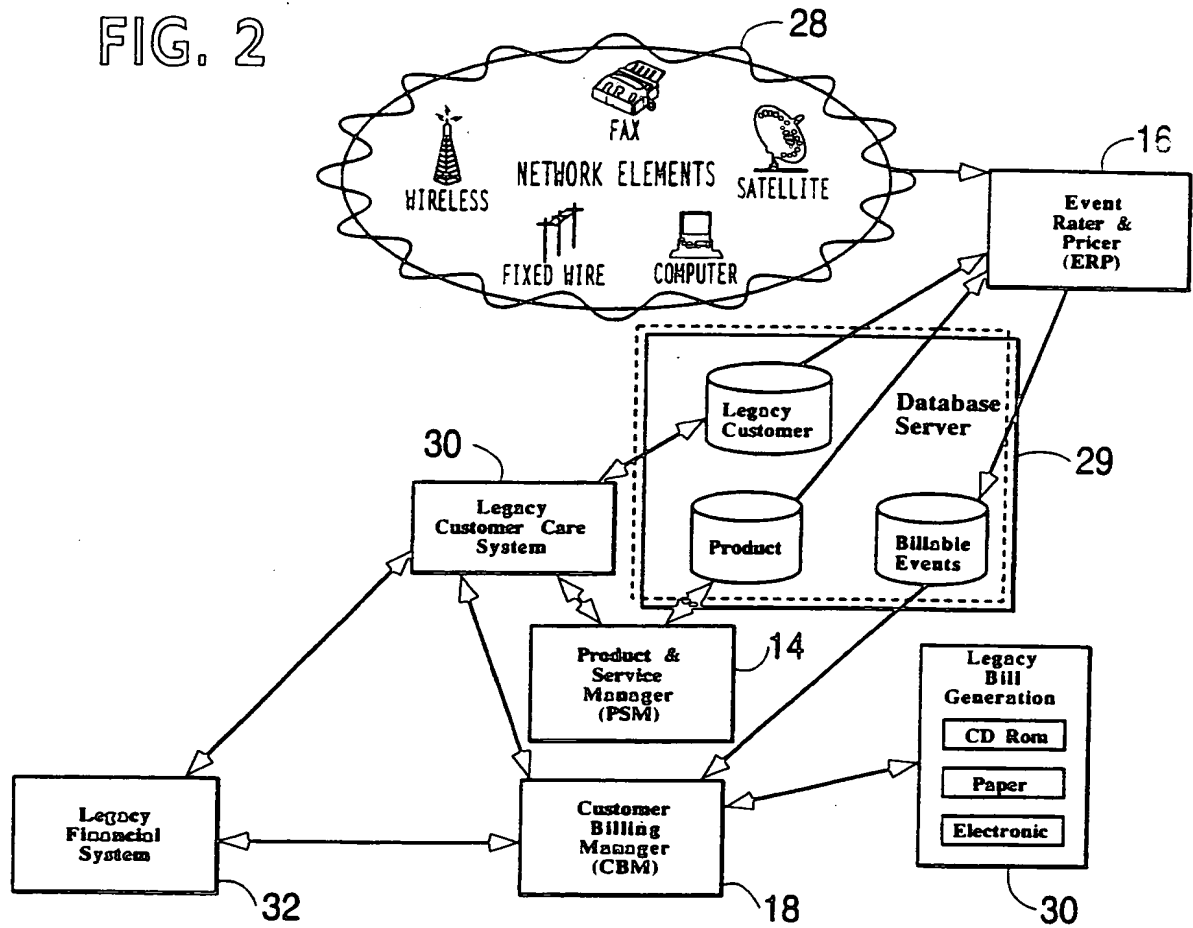 FIG. 2
28
FAX
WIRELESS
NETWORK ELEMENTS
SATELLITE
FIXED WIRE
COMPUTER
16
Event
Rater &
Pricer
(ERP)
Legacy
Customer
Database
Server
29
30
Legacy
Customer Care
System
Product
Billable
Events
14
Product &
Service
Manager
(PSM)
Legacy
Bill
Generation
CD Rom
Paper
Electronic
30
Legacy
Financial
System
32
Customer
Billing
Manager
(CBM)
18